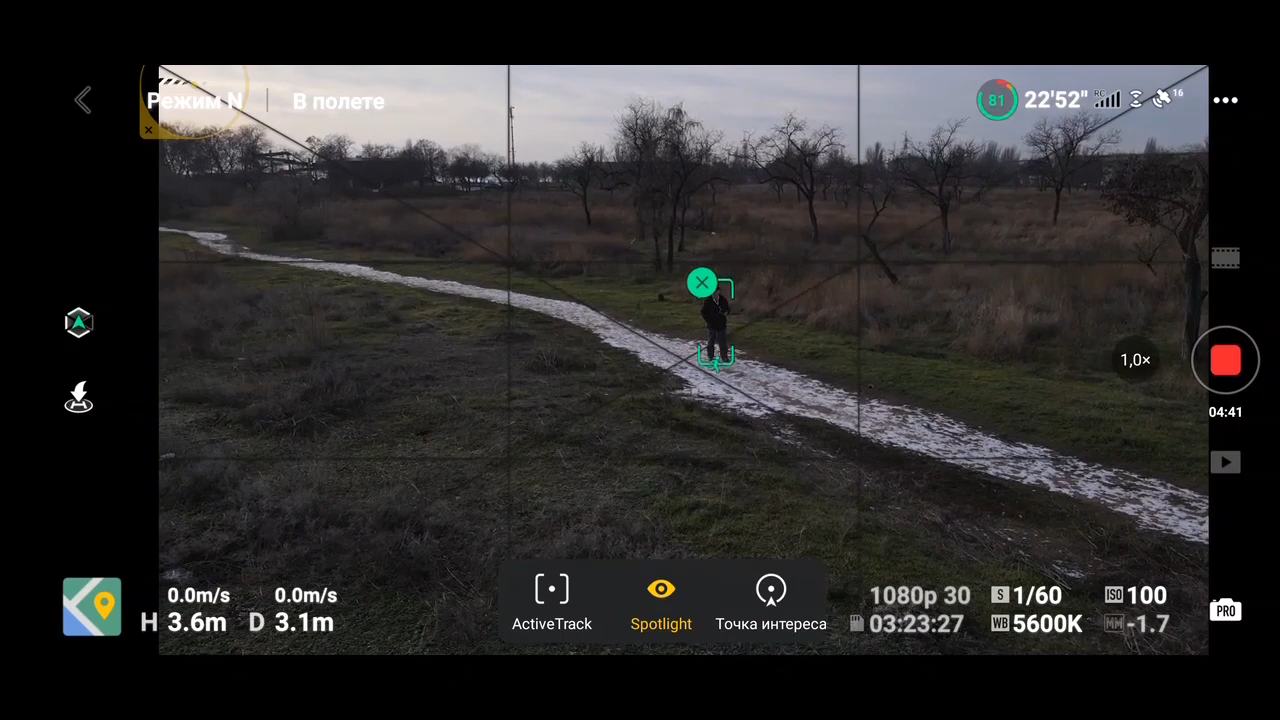 Режим N | В полете
81 22'52" RC 16
1,0×
04:41
0.0m/s 0.0m/s
H 3.6m D 3.1m
ActiveTrack Spotlight Точка интереса
1080p 30 S 1/60 ISO 100
03:23:27 WB 5600K MM -1.7
PRO